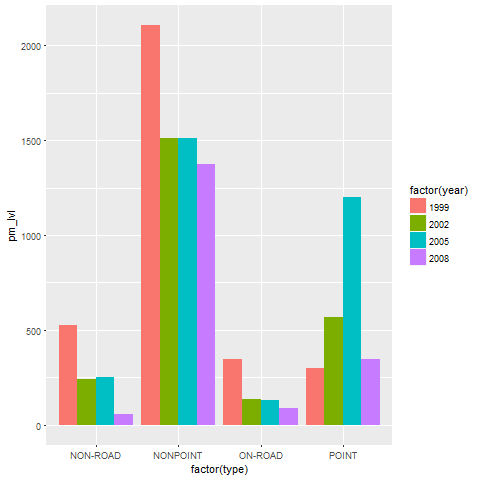 2000
1500
1000
500
0
pm_lvl
NON-ROAD NONPOINT ON-ROAD POINT
factor(type)
factor(year)
1999
2002
2005
2008